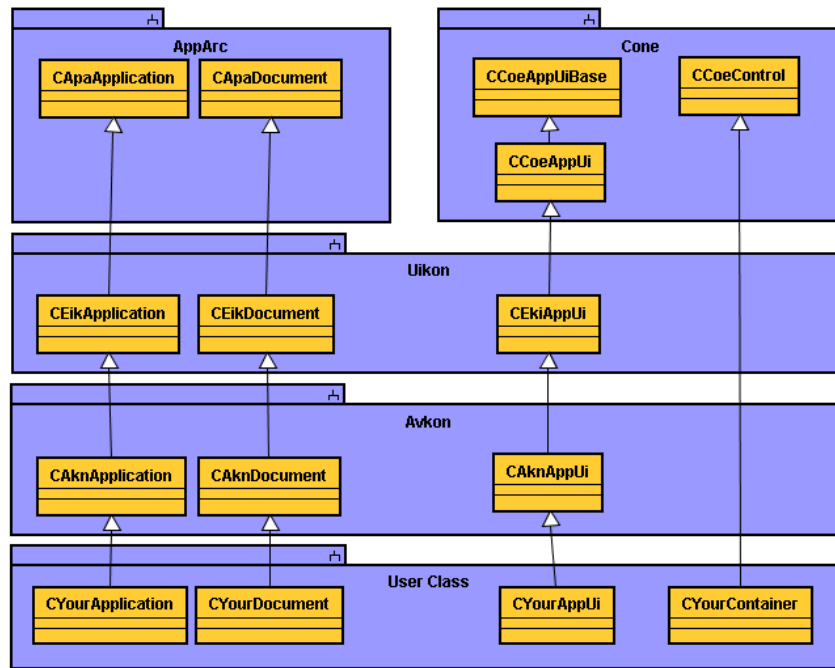 AppArc
Cone
CApaApplication
CApaDocument
CCoeAppUiBase
CCoeControl
CCoeAppUi
Uikon
CEikApplication
CEikDocument
CEkiAppUi
Avkon
CAknApplication
CAknDocument
CAknAppUi
User Class
CYourApplication
CYourDocument
CYourAppUi
CYourContainer